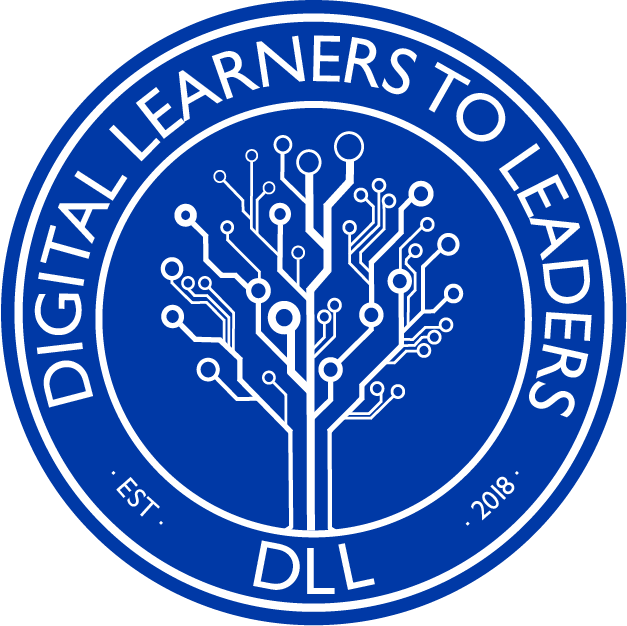 DIGITAL LEARNERS TO LEADERS
· EST ·
· 2018 ·
DLL